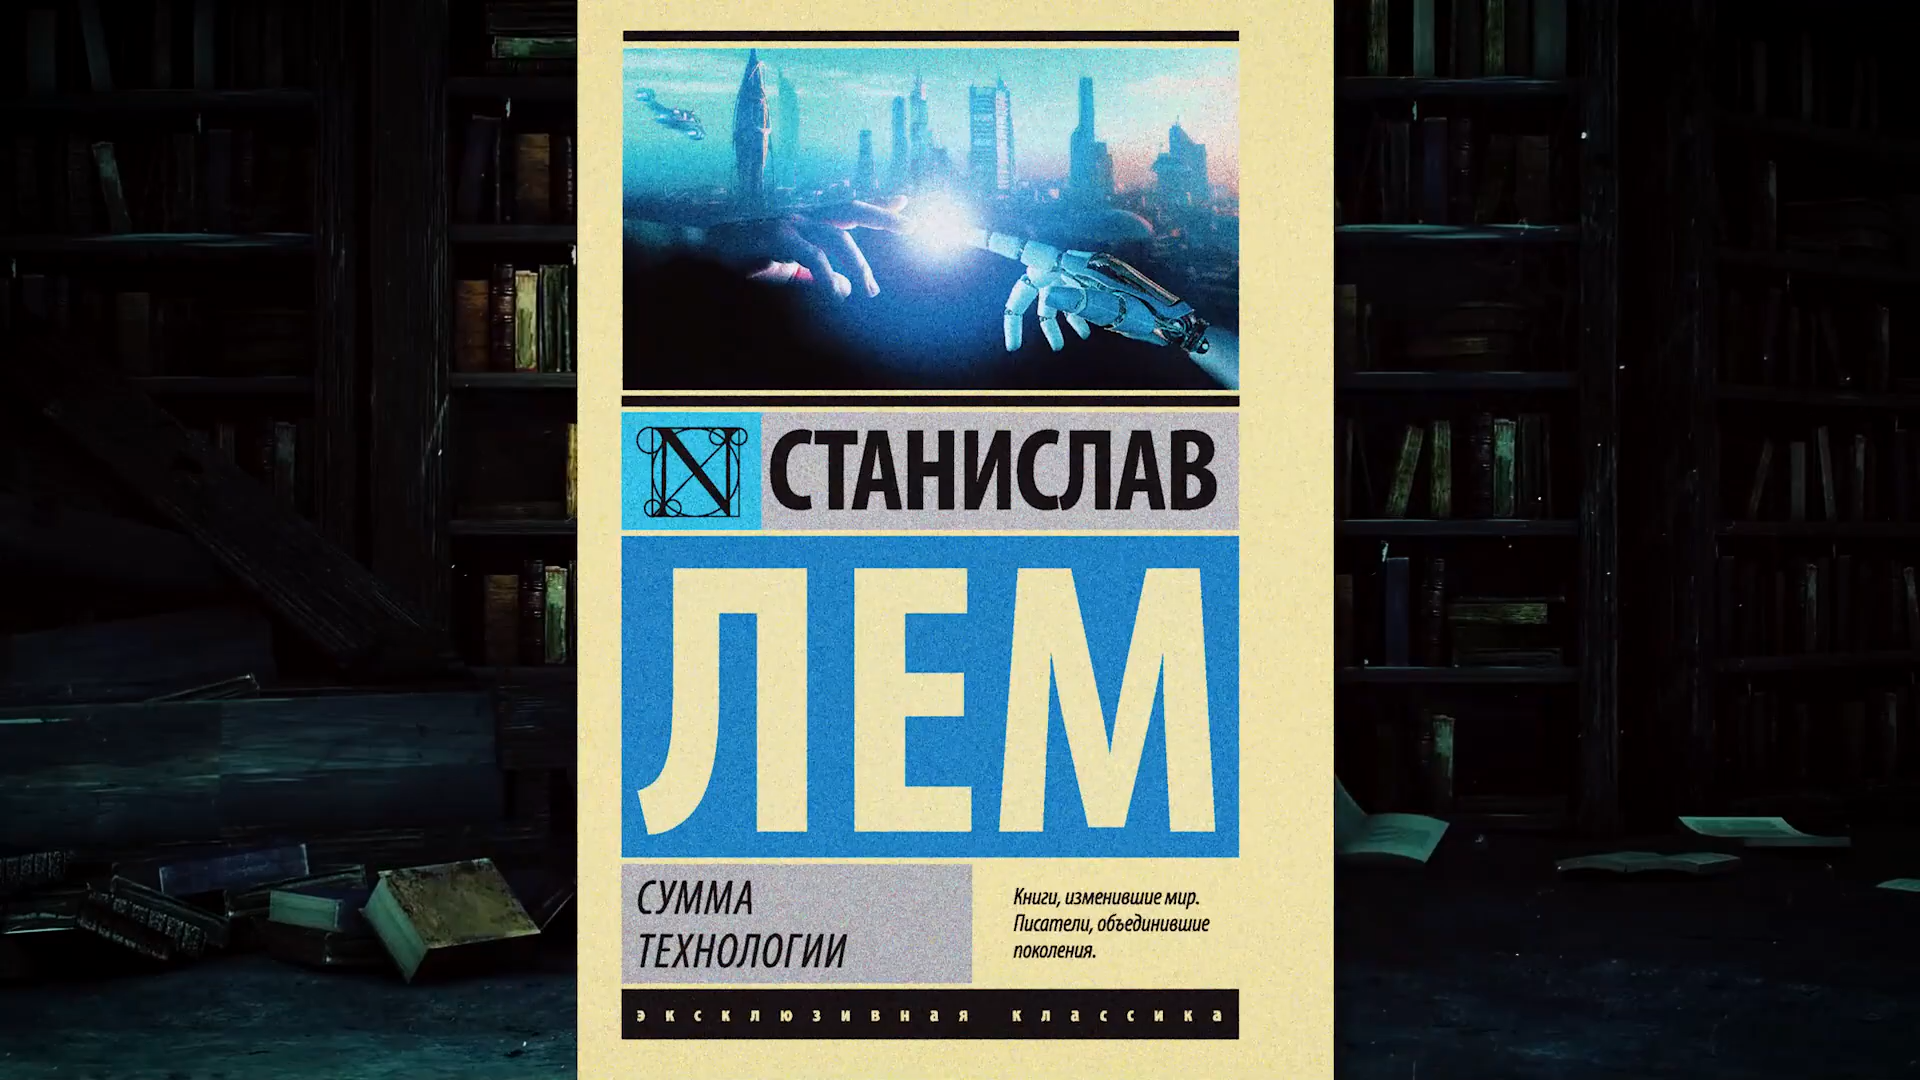 N СТАНИСЛАВ
ЛЕМ
СУММА
ТЕХНОЛОГИИ
Книги, изменившие мир.
Писатели, объединившие
поколения.
эксклюзивная классика